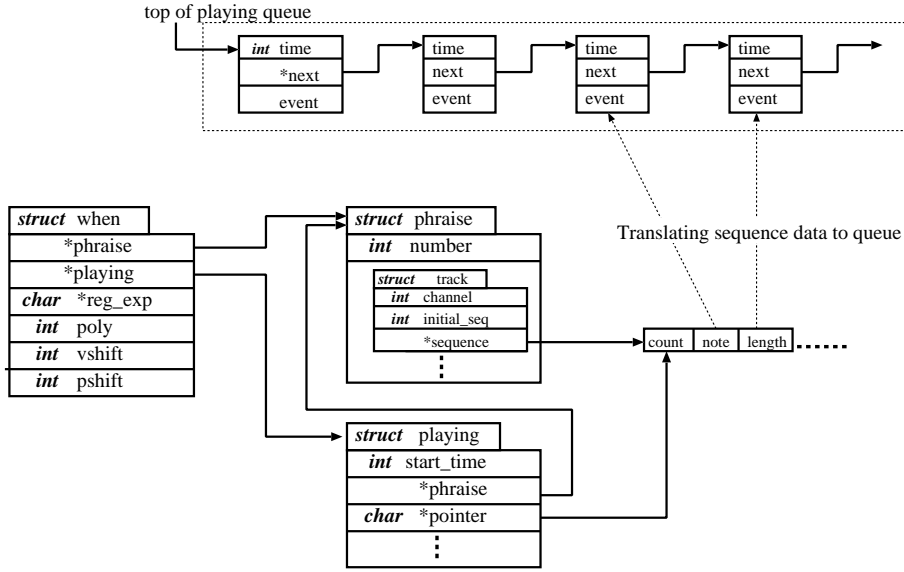 top of playing queue
int time
*next
event
time
next
event
time
next
event
time
next
event
Translating sequence data to queue
struct when
*phraise
*playing
char *reg_exp
int poly
int vshift
int pshift
struct phraise
int number
struct track
int channel
int initial_seq
*sequence
count note length
struct playing
int start_time
*phraise
char *pointer